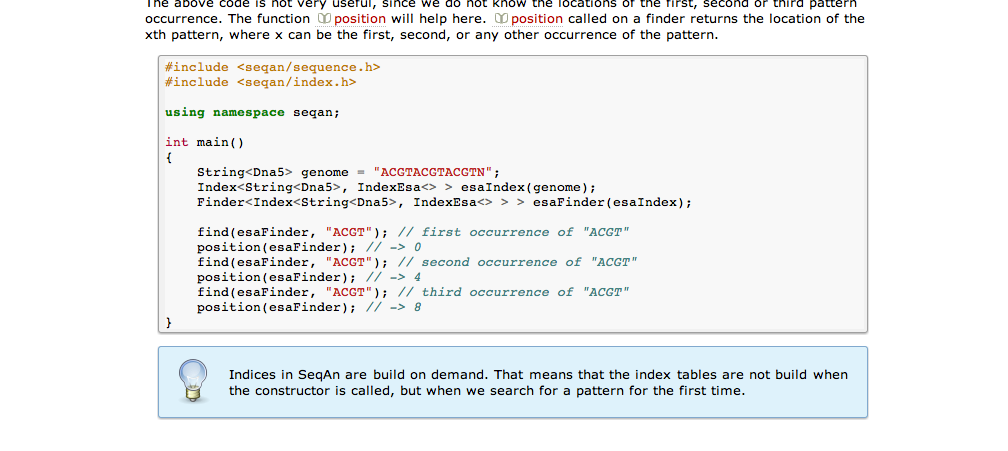 The above code is not very useful, since we do not know the locations of the first, second or third pattern
occurrence. The function position will help here. position called on a finder returns the location of the
xth pattern, where x can be the first, second, or any other occurrence of the pattern.
#include <seqan/sequence.h>
#include <seqan/index.h>
using namespace seqan;
int main()
{
    String<Dna5> genome = "ACGTACGTACGTN";
    Index<String<Dna5>, IndexEsa<> > esaIndex(genome);
    Finder<Index<String<Dna5>, IndexEsa<> > > esaFinder(esaIndex);
    find(esaFinder, "ACGT"); // first occurrence of "ACGT"
    position(esaFinder); // -> 0
    find(esaFinder, "ACGT"); // second occurrence of "ACGT"
    position(esaFinder); // -> 4
    find(esaFinder, "ACGT"); // third occurrence of "ACGT"
    position(esaFinder); // -> 8
}
Indices in SeqAn are build on demand. That means that the index tables are not build when
the constructor is called, but when we search for a pattern for the first time.